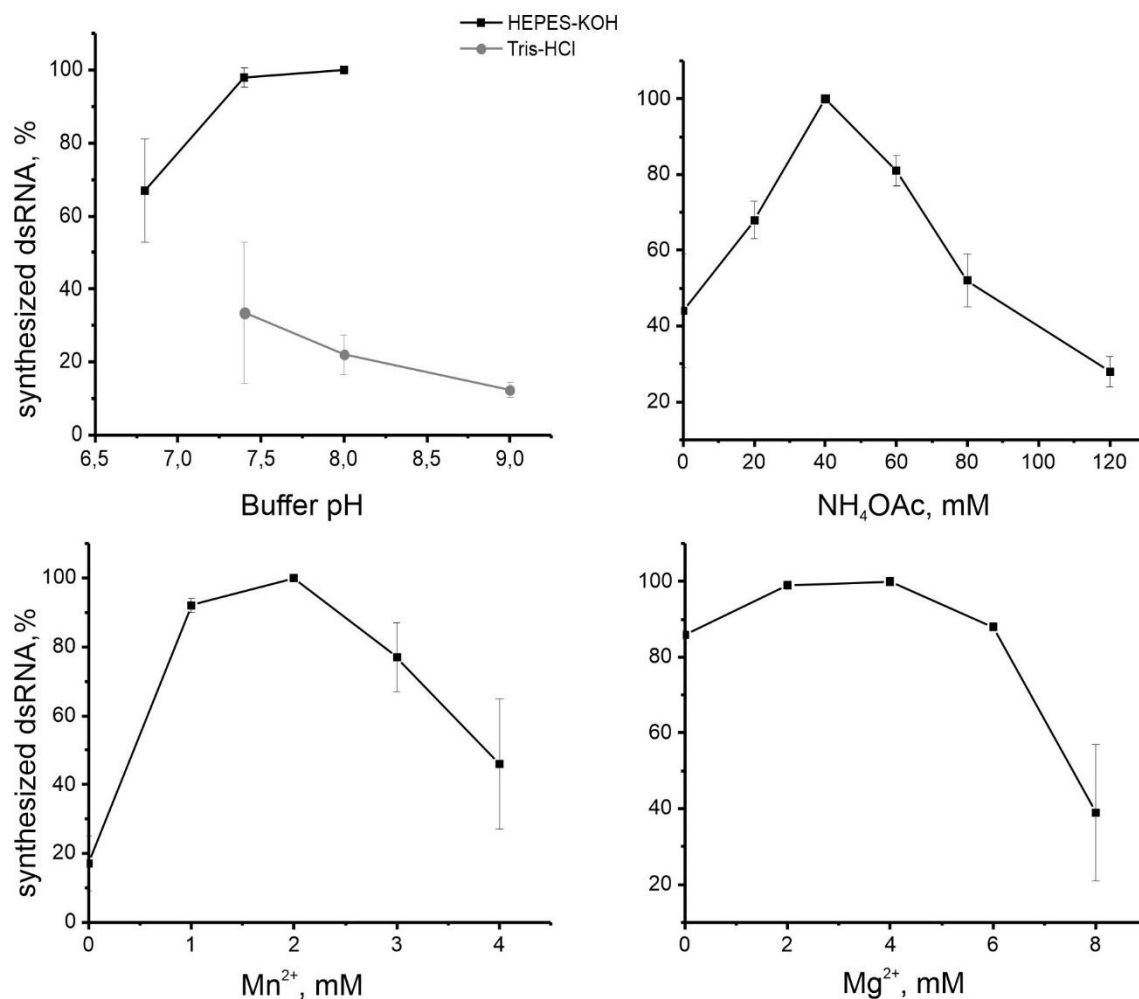 HEPES-KOH
Tris-HCl
synthesized dsRNA, %
100
80
60
40
20
0
6,5 7,0 7,5 8,0 8,5 9,0
Buffer pH
100
80
60
40
20
0 20 40 60 80 100 120
NH₄OAc, mM
synthesized dsRNA,%
100
80
60
40
20
0
0 1 2 3 4
Mn²⁺, mM
100
80
60
40
20
0 2 4 6 8
Mg²⁺, mM